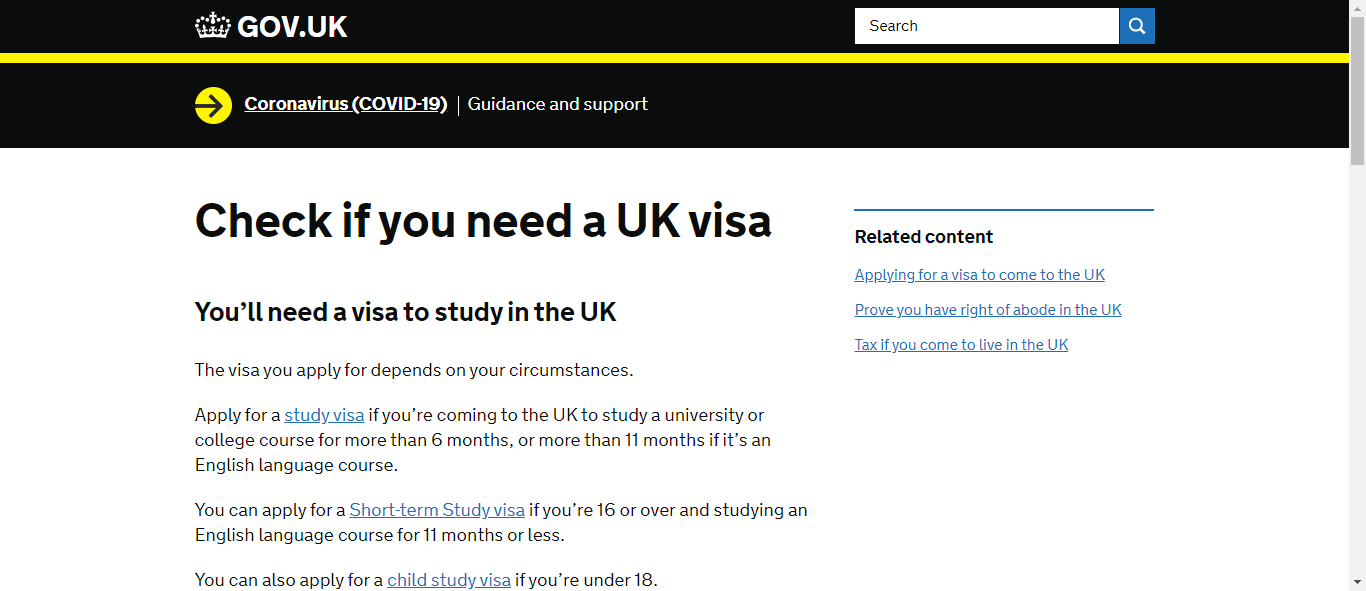 GOV.UK
Search
Coronavirus (COVID-19) | Guidance and support
Check if you need a UK visa
You’ll need a visa to study in the UK
The visa you apply for depends on your circumstances.
Apply for a study visa if you’re coming to the UK to study a university or
college course for more than 6 months, or more than 11 months if it’s an
English language course.
You can apply for a Short-term Study visa if you’re 16 or over and studying an
English language course for 11 months or less.
You can also apply for a child study visa if you’re under 18.
Related content
Applying for a visa to come to the UK
Prove you have right of abode in the UK
Tax if you come to live in the UK